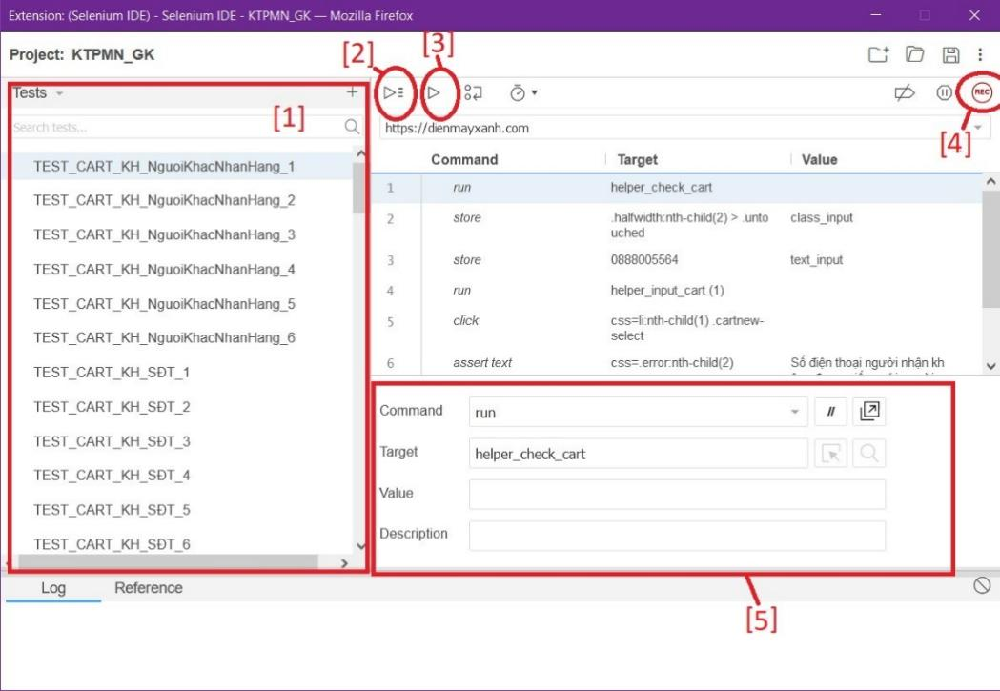 Extension: (Selenium IDE) - Selenium IDE - KTPMN_GK — Mozilla Firefox
Project: KTPMN_GK
[2]
[3]
Tests
+
REC
[1]
[4]
Search tests...
https://dienmayxanh.com
Command Target Value
TEST_CART_KH_NguoiKhacNhanHang_1
TEST_CART_KH_NguoiKhacNhanHang_2
TEST_CART_KH_NguoiKhacNhanHang_3
TEST_CART_KH_NguoiKhacNhanHang_4
TEST_CART_KH_NguoiKhacNhanHang_5
TEST_CART_KH_NguoiKhacNhanHang_6
TEST_CART_KH_SĐT_1
TEST_CART_KH_SĐT_2
TEST_CART_KH_SĐT_3
TEST_CART_KH_SĐT_4
TEST_CART_KH_SĐT_5
TEST_CART_KH_SĐT_6
1 run helper_check_cart
2 store .halfwidth:nth-child(2) > .unto class_input
uched
3 store 0888005564 text_input
4 run helper_input_cart (1)
5 click css=li:nth-child(1) .cartnew-
select
6 assert text css=.error:nth-child(2) Số điện thoại người nhận kh
Command run //
Target helper_check_cart
Value
Description
Log Reference
[5]